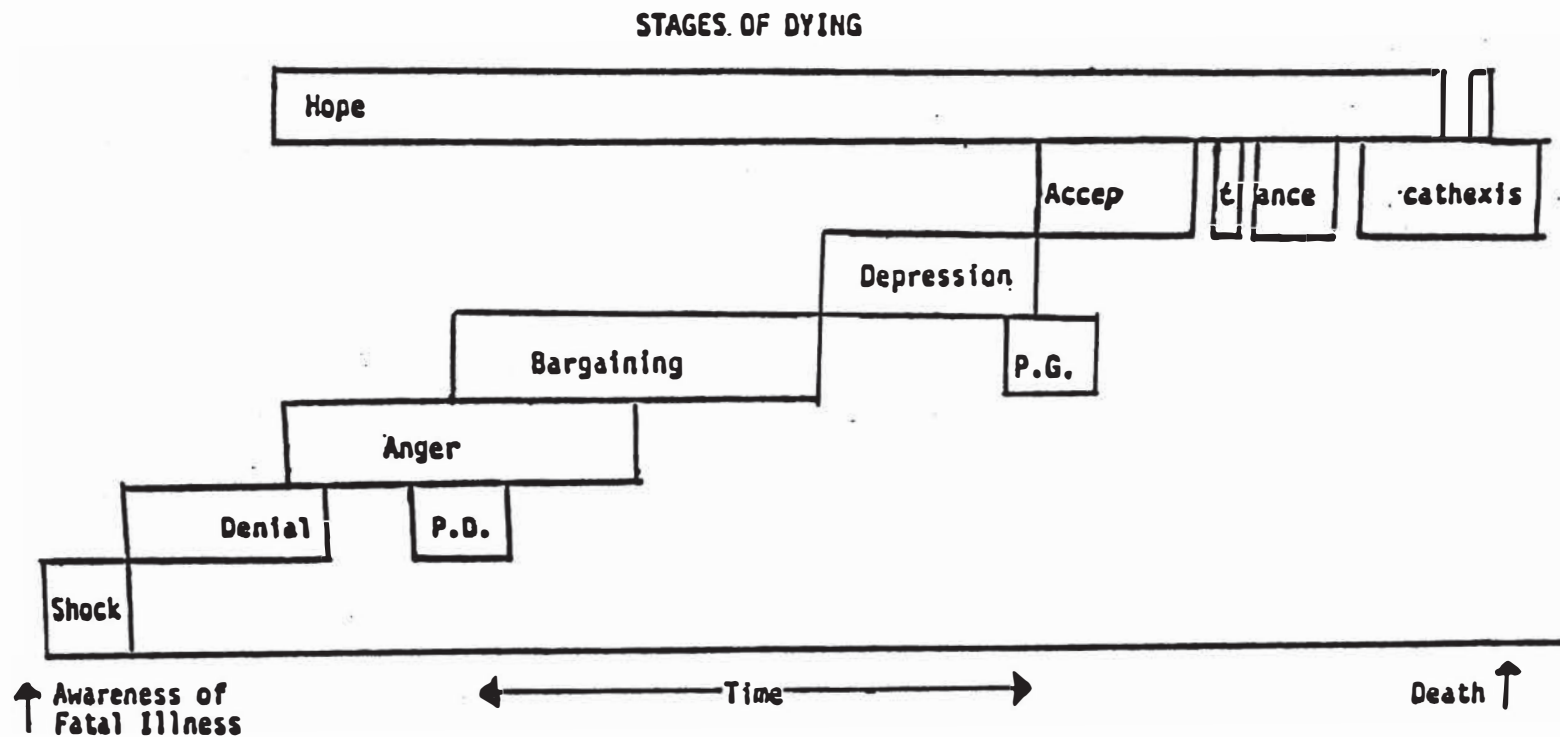 STAGES OF DYING
Hope
Accep t ance cathexis
Depression
Bargaining P.G.
Anger
Denial P.D.
Shock
Awareness of Time Death
Fatal Illness